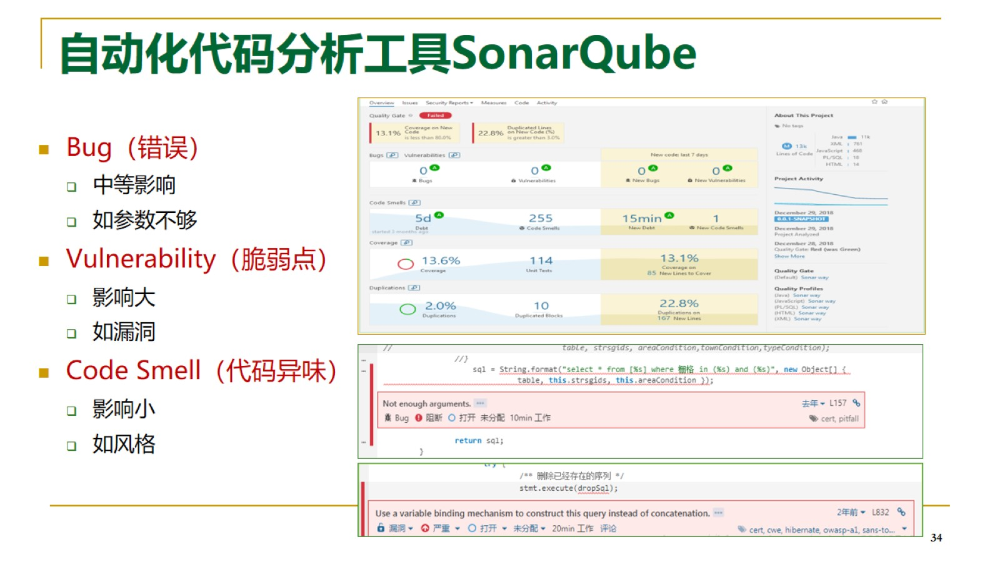 自动化代码分析工具SonarQube
Bug（错误）
中等影响
如参数不够
Vulnerability（脆弱点）
影响大
如漏洞
Code Smell（代码异味）
影响小
如风格
Overview Issues Security Reports Measures Code Activity
Quality Gate Failed
13.1% Coverage on New Code is less than 80.0%
22.8% Duplicated Lines on New Code (%) is greater than 3.0%
Bugs Vulnerabilities
New code: last 7 days
0 A 0 A 0 A 0 A
Bugs Vulnerabilities New Bugs New Vulnerabilities
Code Smells
5d A 255 15min A 1
Debt Code Smells New Debt New Code Smells
started 3 months ago
Coverage
13.6% 114 13.1%
Coverage Unit Tests Coverage on
85 New Lines to Cover
Duplications
2.0% 10 22.8%
Duplications Duplicated Blocks Duplications on
167 New Lines
About This Project
No tags
M 13k
Lines of Code
Java 11k
XML 761
JavaScript 468
PL/SQL 18
HTML 14
Project Activity
December 29, 2018
0.0.1-SNAPSHOT
December 29, 2018
Project Analyzed
December 28, 2018
Quality Gate: Red (was Green)
Show More
Quality Gate
(Default) Sonar way
Quality Profiles
(Java) Sonar way
(JavaScript) Sonar way
(PL/SQL) Sonar way
(HTML) Sonar way
(XML) Sonar way
// table, strsgids, areaCondition,townCondition,typeCondition);
//}
sql = String.format("select * from [%s] where 栅格 in (%s) and (%s)", new Object[] {
table, this.strsgids, this.areaCondition });
Not enough arguments. 去年 L157
Bug 阻断 打开 未分配 10min 工作 cert, pitfall
return sql;
}
try {
/** 删除已经存在的序列 */
stmt.execute(dropSql);
Use a variable binding mechanism to construct this query instead of concatenation. 2年前 L832
漏洞 严重 打开 未分配 20min 工作 评论 cert, cwe, hibernate, owasp-a1, sans-to...
34